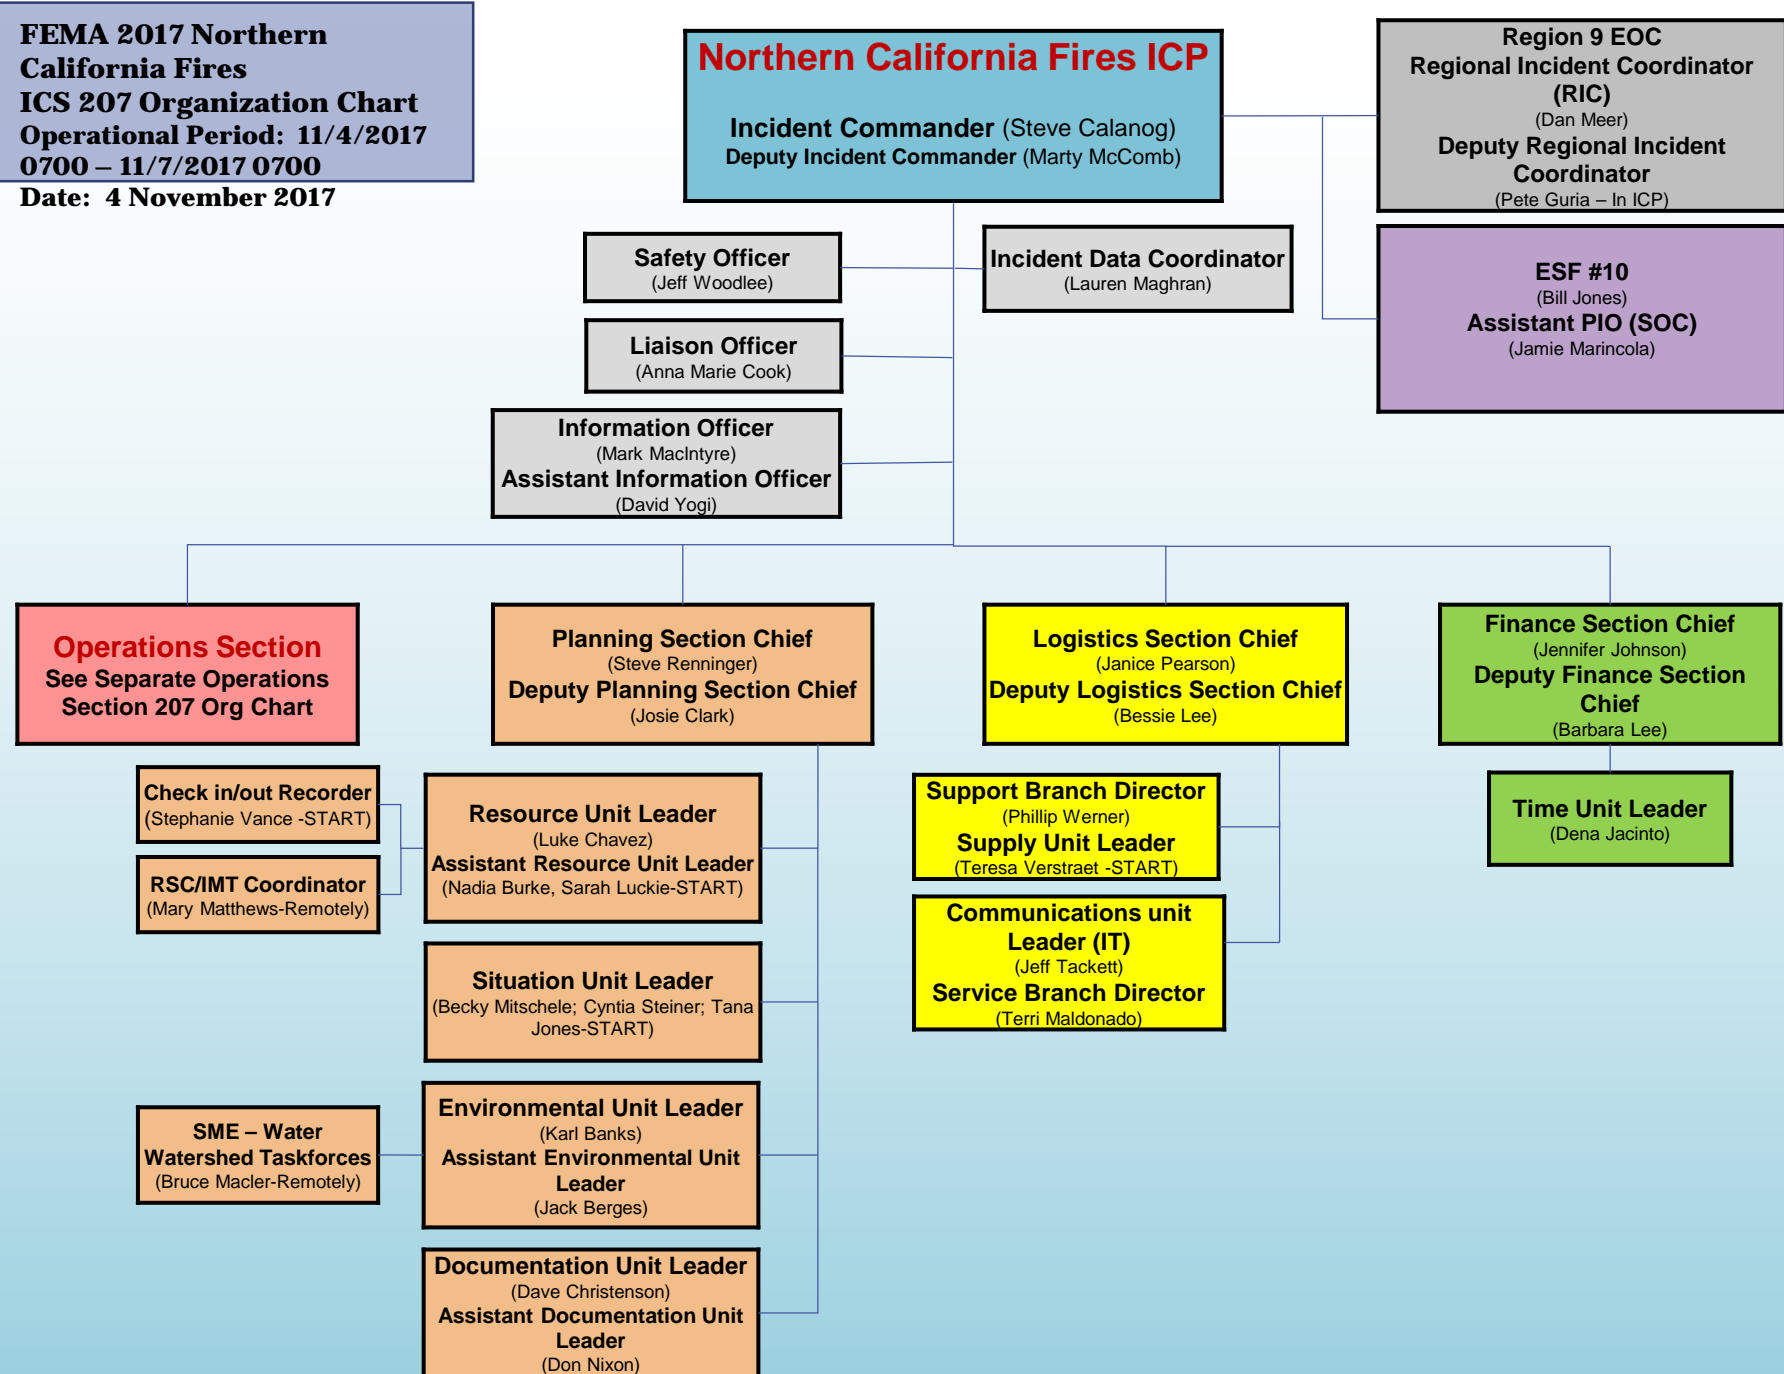 FEMA 2017 Northern
California Fires
ICS 207 Organization Chart
Operational Period:  11/4/2017
0700 – 11/7/2017 0700
Date:  4 November 2017
Northern California Fires ICP
Incident Commander (Steve Calanog)
Deputy Incident Commander (Marty McComb)
Region 9 EOC
Regional Incident Coordinator
(RIC)
(Dan Meer)
Deputy Regional Incident
Coordinator
(Pete Guria – In ICP)
ESF #10
(Bill Jones)
Assistant PIO (SOC)
(Jamie Marincola)
Safety Officer
(Jeff Woodlee)
Incident Data Coordinator
(Lauren Maghran)
Liaison Officer
(Anna Marie Cook)
Information Officer
(Mark MacIntyre)
Assistant Information Officer
(David Yogi)
Operations Section
See Separate Operations
Section 207 Org Chart
Planning Section Chief
(Steve Renninger)
Deputy Planning Section Chief
(Josie Clark)
Logistics Section Chief
(Janice Pearson)
Deputy Logistics Section Chief
(Bessie Lee)
Finance Section Chief
(Jennifer Johnson)
Deputy Finance Section
Chief
(Barbara Lee)
Check in/out Recorder
(Stephanie Vance -START)
RSC/IMT Coordinator
(Mary Matthews-Remotely)
Resource Unit Leader
(Luke Chavez)
Assistant Resource Unit Leader
(Nadia Burke, Sarah Luckie-START)
Support Branch Director
(Phillip Werner)
Supply Unit Leader
(Teresa Verstraet -START)
Time Unit Leader
(Dena Jacinto)
Communications unit
Leader (IT)
(Jeff Tackett)
Service Branch Director
(Terri Maldonado)
Situation Unit Leader
(Becky Mitschele; Cyntia Steiner; Tana
Jones-START)
SME – Water
Watershed Taskforces
(Bruce Macler-Remotely)
Environmental Unit Leader
(Karl Banks)
Assistant Environmental Unit
Leader
(Jack Berges)
Documentation Unit Leader
(Dave Christenson)
Assistant Documentation Unit
Leader
(Don Nixon)